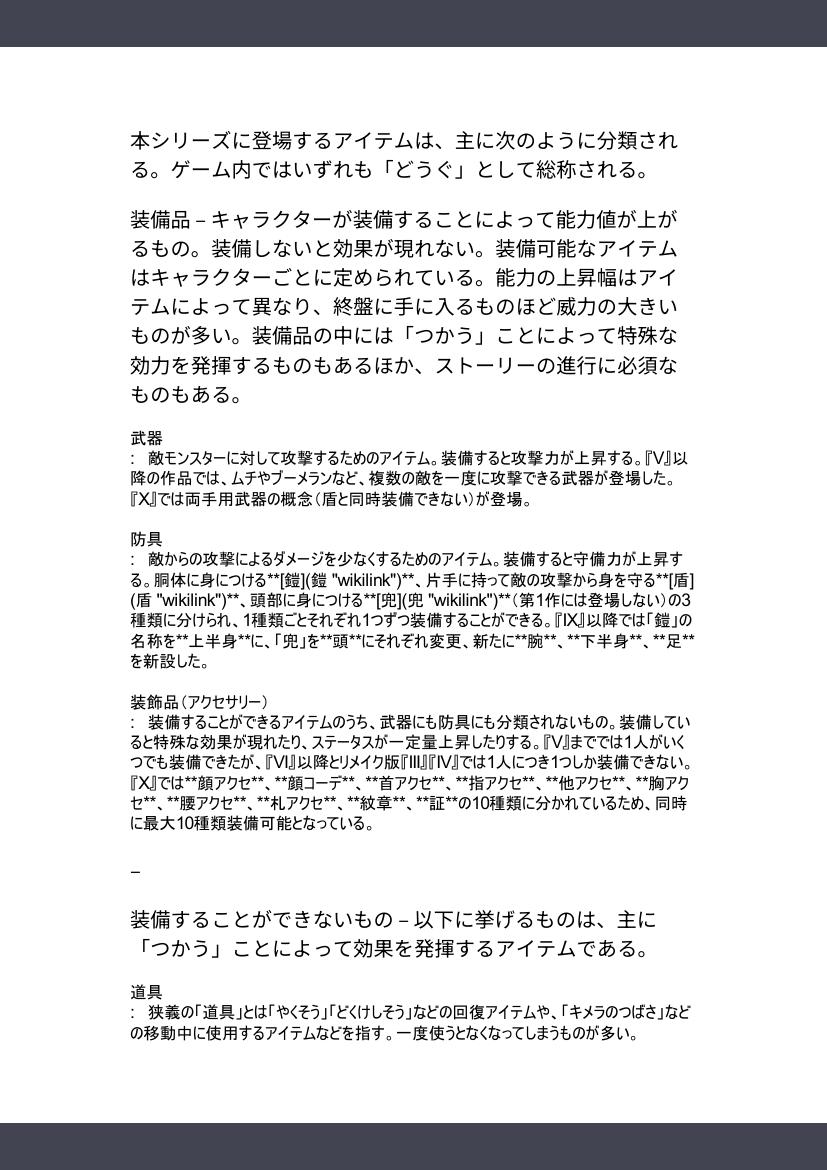 本シリーズに登場するアイテムは、主に次のように分類され
る。ゲーム内ではいずれも「どうぐ」として総称される。
装備品 – キャラクターが装備することによって能力値が上が
るもの。装備しないと効果が現れない。装備可能なアイテム
はキャラクターごとに定められている。能力の上昇幅はアイ
テムによって異なり、終盤に手に入るものほど威力の大きい
ものが多い。装備品の中には「つかう」ことによって特殊な
効力を発揮するものもあるほか、ストーリーの進行に必須な
ものもある。
武器
:　敵モンスターに対して攻撃するためのアイテム。装備すると攻撃力が上昇する。『V』以
降の作品では、ムチやブーメランなど、複数の敵を一度に攻撃できる武器が登場した。
『X』では両手用武器の概念（盾と同時装備できない）が登場。
防具
:　敵からの攻撃によるダメージを少なくするためのアイテム。装備すると守備力が上昇す
る。胴体に身につける**[鎧](鎧 "wikilink")**、片手に持って敵の攻撃から身を守る**[盾]
(盾 "wikilink")**、頭部に身につける**[兜](兜 "wikilink")**（第1作には登場しない）の3
種類に分けられ、1種類ごとそれぞれ1つずつ装備することができる。『IX』以降では「鎧」の
名称を**上半身**に、「兜」を**頭**にそれぞれ変更、新たに**腕**、**下半身**、**足**
を新設した。
装飾品（アクセサリー）
:　装備することができるアイテムのうち、武器にも防具にも分類されないもの。装備してい
ると特殊な効果が現れたり、ステータスが一定量上昇したりする。『V』まででは1人がいく
つでも装備できたが、『VI』以降とリメイク版『III』『IV』では1人につき1つしか装備できない。
『X』では**顔アクセ**、**顔コーデ**、**首アクセ**、**指アクセ**、**他アクセ**、**胸アク
セ**、**腰アクセ**、**札アクセ**、**紋章**、**証**の10種類に分かれているため、同時
に最大10種類装備可能となっている。
–
装備することができないもの – 以下に挙げるものは、主に
「つかう」ことによって効果を発揮するアイテムである。
道具
:　狭義の「道具」とは「やくそう」「どくけしそう」などの回復アイテムや、「キメラのつばさ」など
の移動中に使用するアイテムなどを指す。一度使うとなくなってしまうものが多い。